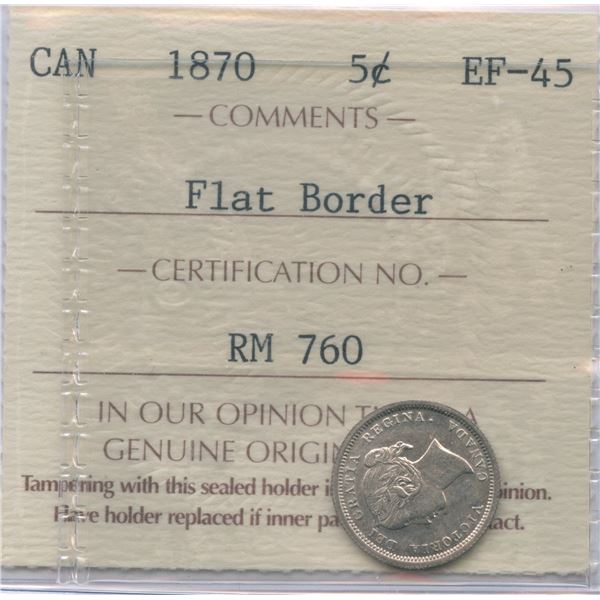 CAN 1870 5¢ EF-45
— COMMENTS —
Flat Border
— CERTIFICATION NO. —
RM 760
IN OUR OPINION T A
GENUINE ORIGIN
Tampering with this sealed holder i pinion.
Have holder replaced if inner pa act.
VICTORIA DEI GRATIA REGINA. CANADA